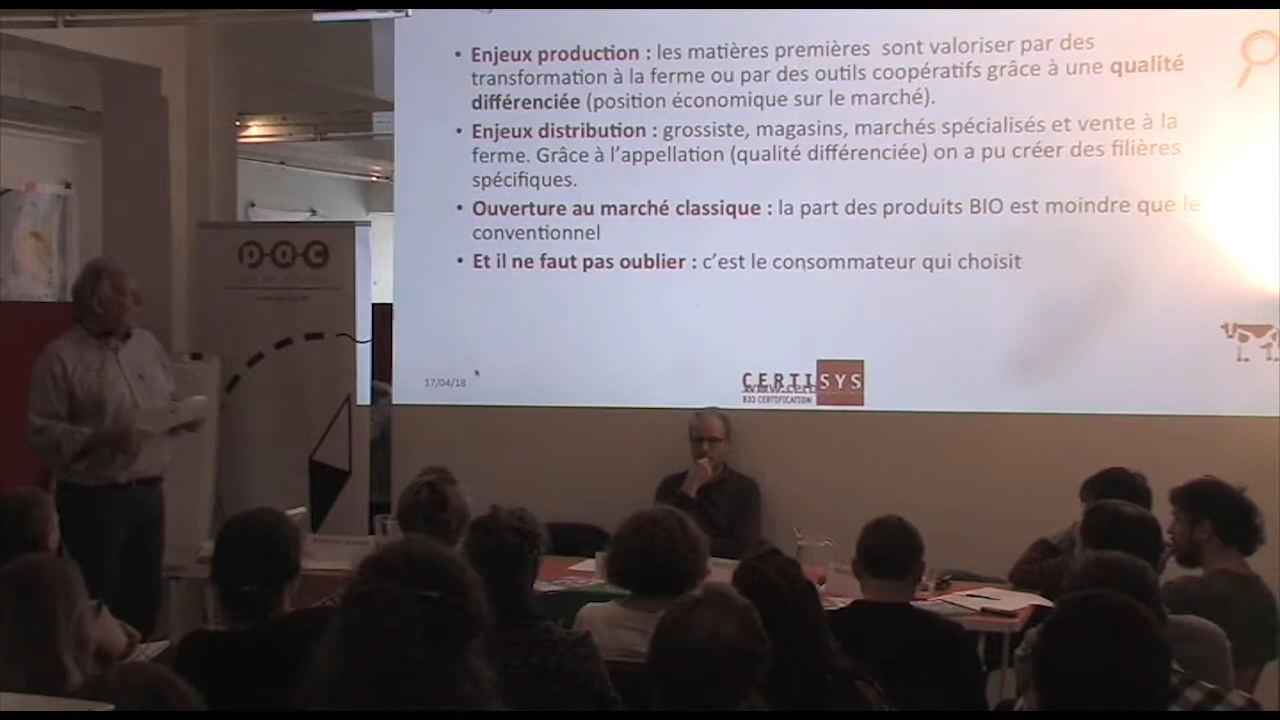 • Enjeux production : les matières premières sont valoriser par des
transformation à la ferme ou par des outils coopératifs grâce à une qualité
différenciée (position économique sur le marché).
• Enjeux distribution : grossiste, magasins, marchés spécialisés et vente à la
ferme. Grâce à l'appellation (qualité différenciée) on a pu créer des filières
spécifiques.
• Ouverture au marché classique : la part des produits BIO est moindre que le
conventionnel
• Et il ne faut pas oublier : c'est le consommateur qui choisit
17/04/18
CERTISYS
BIO CERTIFICATION
pac